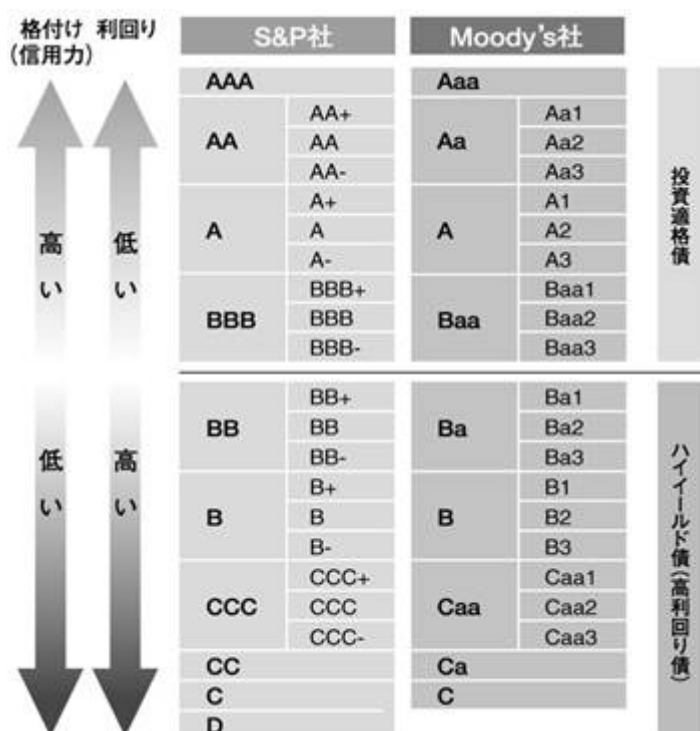 格付け 利回り
(信用力)
S&P社 Moody's社
AAA Aaa
AA AA+ Aa Aa1
AA Aa2
AA- Aa3
A A+ A A1
A A2
A- A3
BBB BBB+ Baa Baa1
BBB Baa2
BBB- Baa3
高い 低い
投資適格債
BB BB+ Ba Ba1
BB Ba2
BB- Ba3
B B+ B B1
B B2
B- B3
CCC CCC+ Caa Caa1
CCC Caa2
CCC- Caa3
CC Ca
C C
D
低い 高い
ハイイールド債(高利回り債)